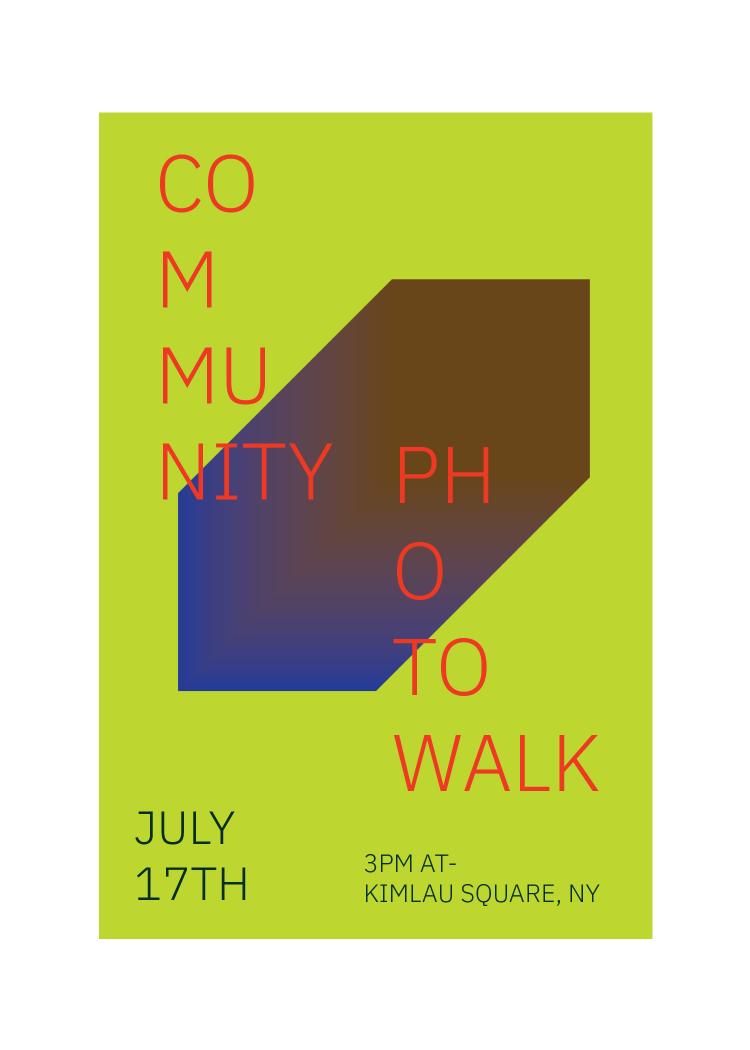 CO
M
MU
NITY
PH
O
TO
WALK
JULY
17TH
3PM AT-
KIMLAU SQUARE, NY